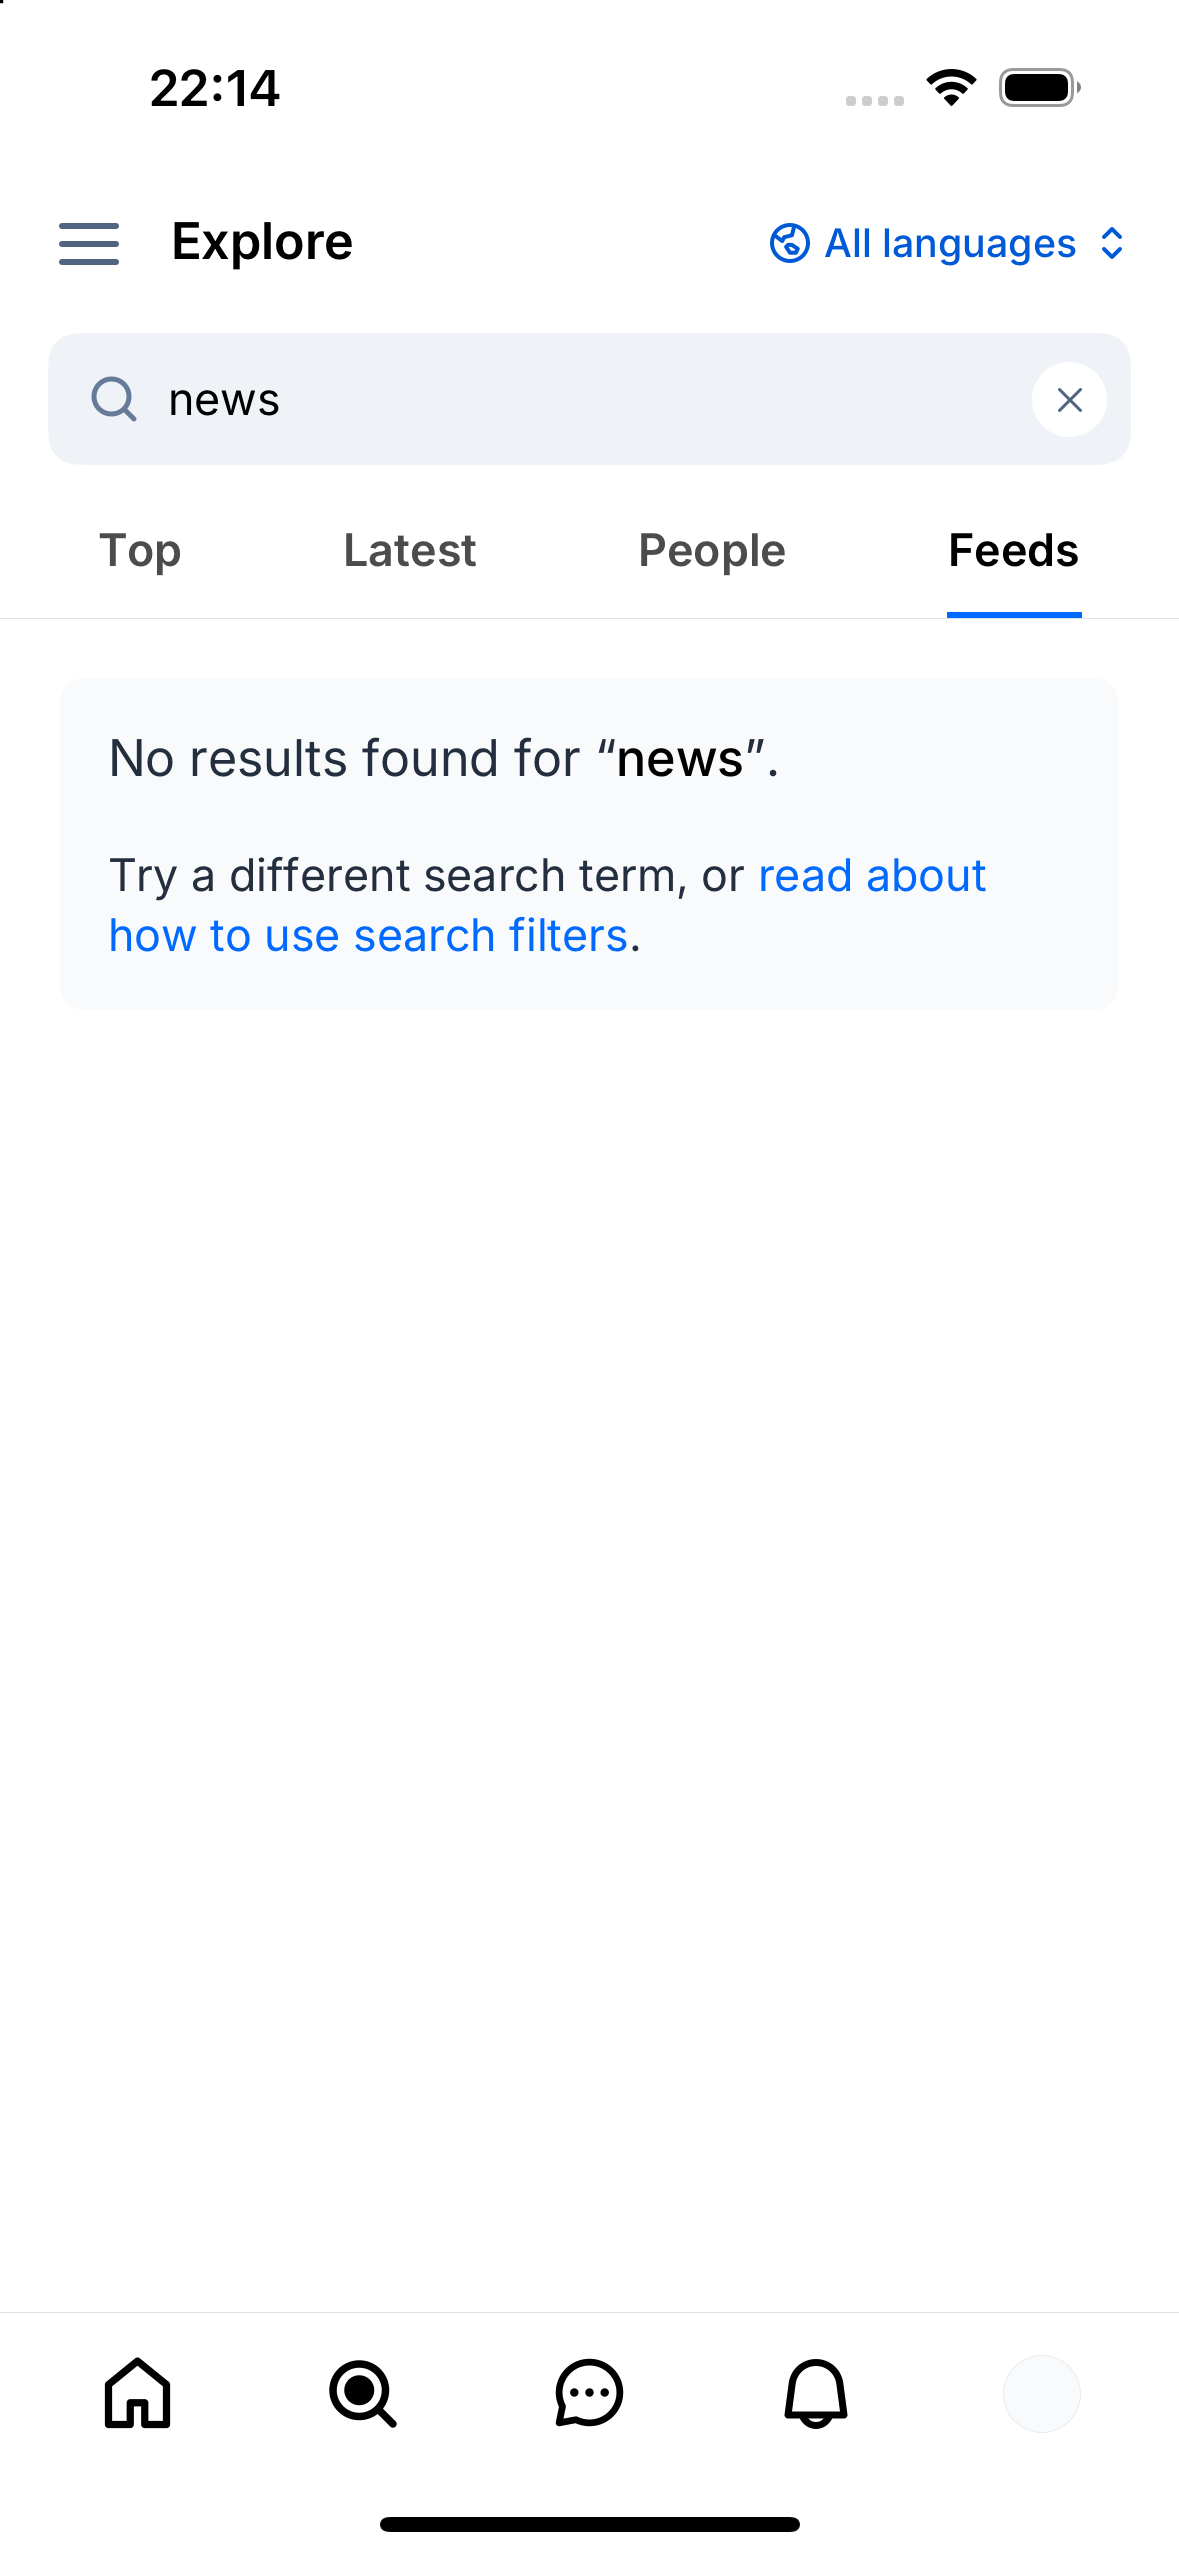 22:14
Explore
All languages
news
Top Latest People Feeds
No results found for “news”.
Try a different search term, or read about
how to use search filters.